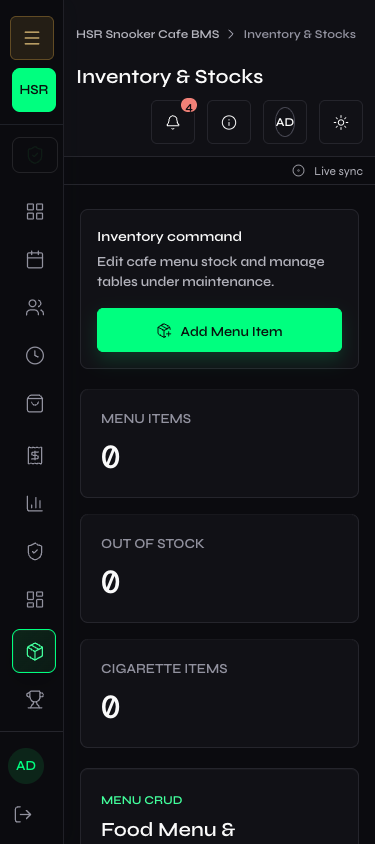 HSR Snooker Cafe BMS > Inventory & Stocks
HSR
Inventory & Stocks
4
AD
Live sync
Inventory command
Edit cafe menu stock and manage
tables under maintenance.
Add Menu Item
MENU ITEMS
0
OUT OF STOCK
0
CIGARETTE ITEMS
0
AD
MENU CRUD
Food Menu &